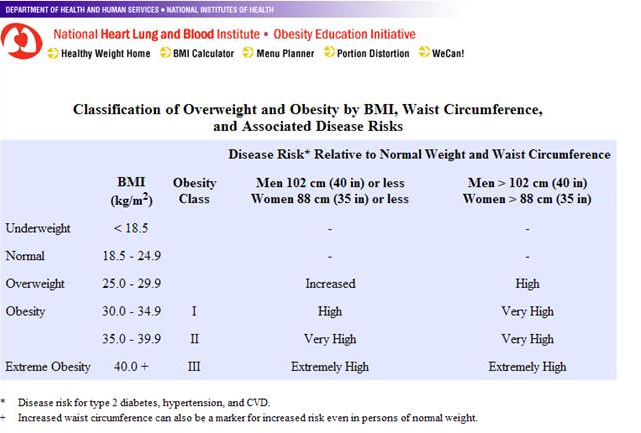 DEPARTMENT OF HEALTH AND HUMAN SERVICES • NATIONAL INSTITUTES OF HEALTH
National Heart Lung and Blood Institute • Obesity Education Initiative
Healthy Weight Home BMI Calculator Menu Planner Portion Distortion WeCan!
Classification of Overweight and Obesity by BMI, Waist Circumference,
and Associated Disease Risks
Disease Risk* Relative to Normal Weight and Waist Circumference
BMI Obesity Men 102 cm (40 in) or less Men > 102 cm (40 in)
(kg/m²) Class Women 88 cm (35 in) or less Women > 88 cm (35 in)
Underweight < 18.5 - -
Normal 18.5 - 24.9 - -
Overweight 25.0 - 29.9 Increased High
Obesity 30.0 - 34.9 I High Very High
35.0 - 39.9 II Very High Very High
Extreme Obesity 40.0 + III Extremely High Extremely High
* Disease risk for type 2 diabetes, hypertension, and CVD.
+ Increased waist circumference can also be a marker for increased risk even in persons of normal weight.